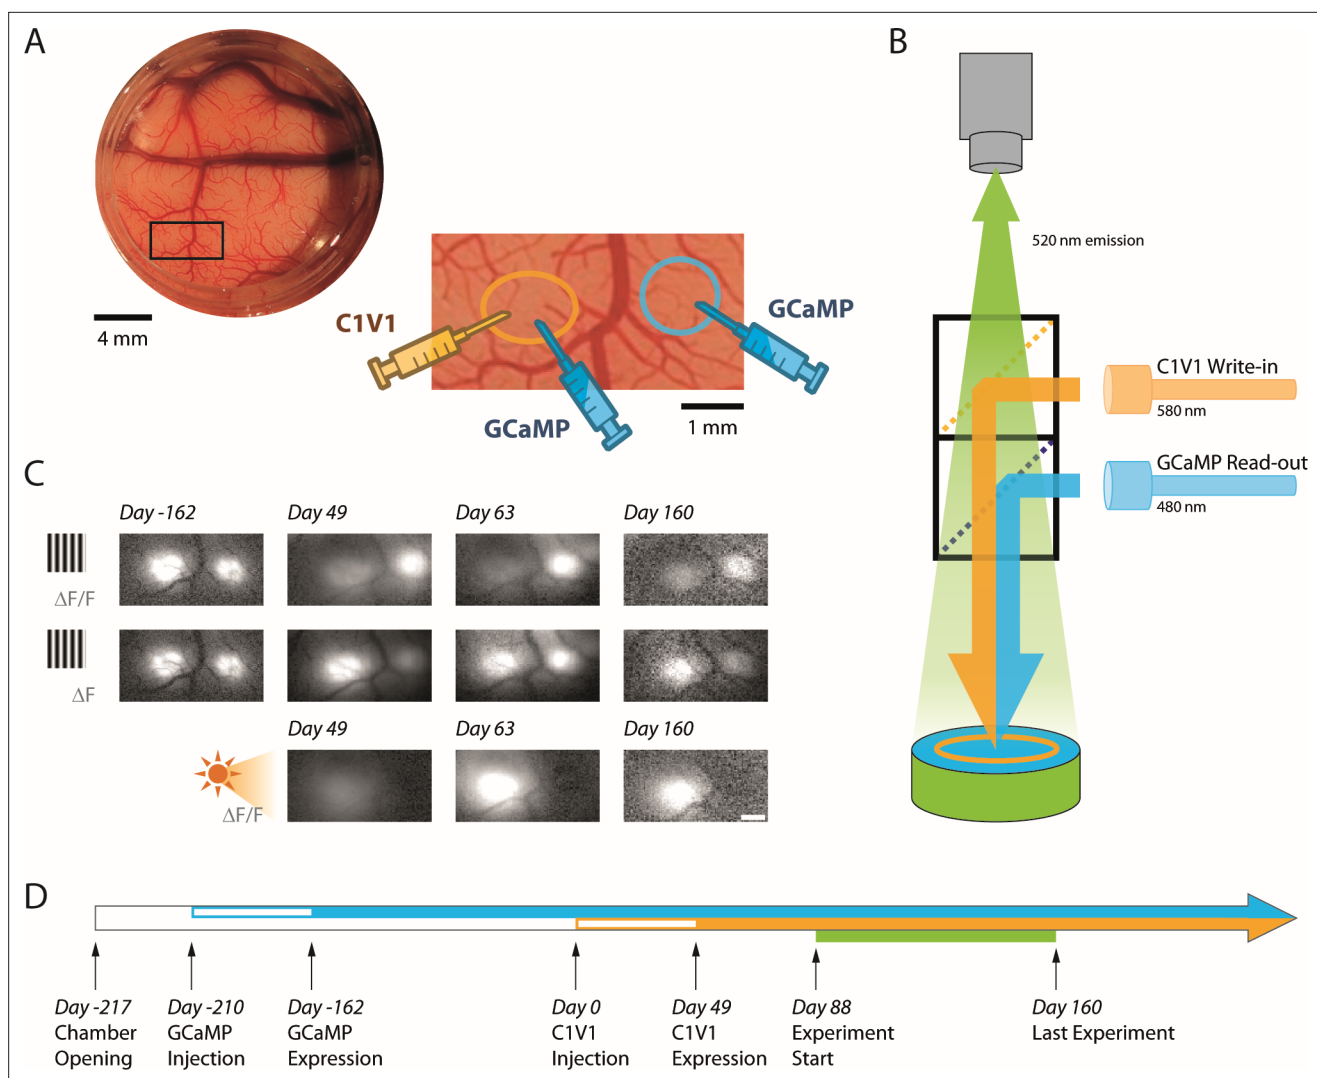 A
B
4 mm
C1V1
GCaMP
GCaMP
1 mm
520 nm emission
C1V1 Write-in
580 nm
GCaMP Read-out
480 nm
C
Day -162
Day 49
Day 63
Day 160
ΔF/F
ΔF
Day 49
Day 63
Day 160
ΔF/F
D
Day -217
Chamber
Opening
Day -210
GCaMP
Injection
Day -162
GCaMP
Expression
Day 0
C1V1
Injection
Day 49
C1V1
Expression
Day 88
Experiment
Start
Day 160
Last Experiment